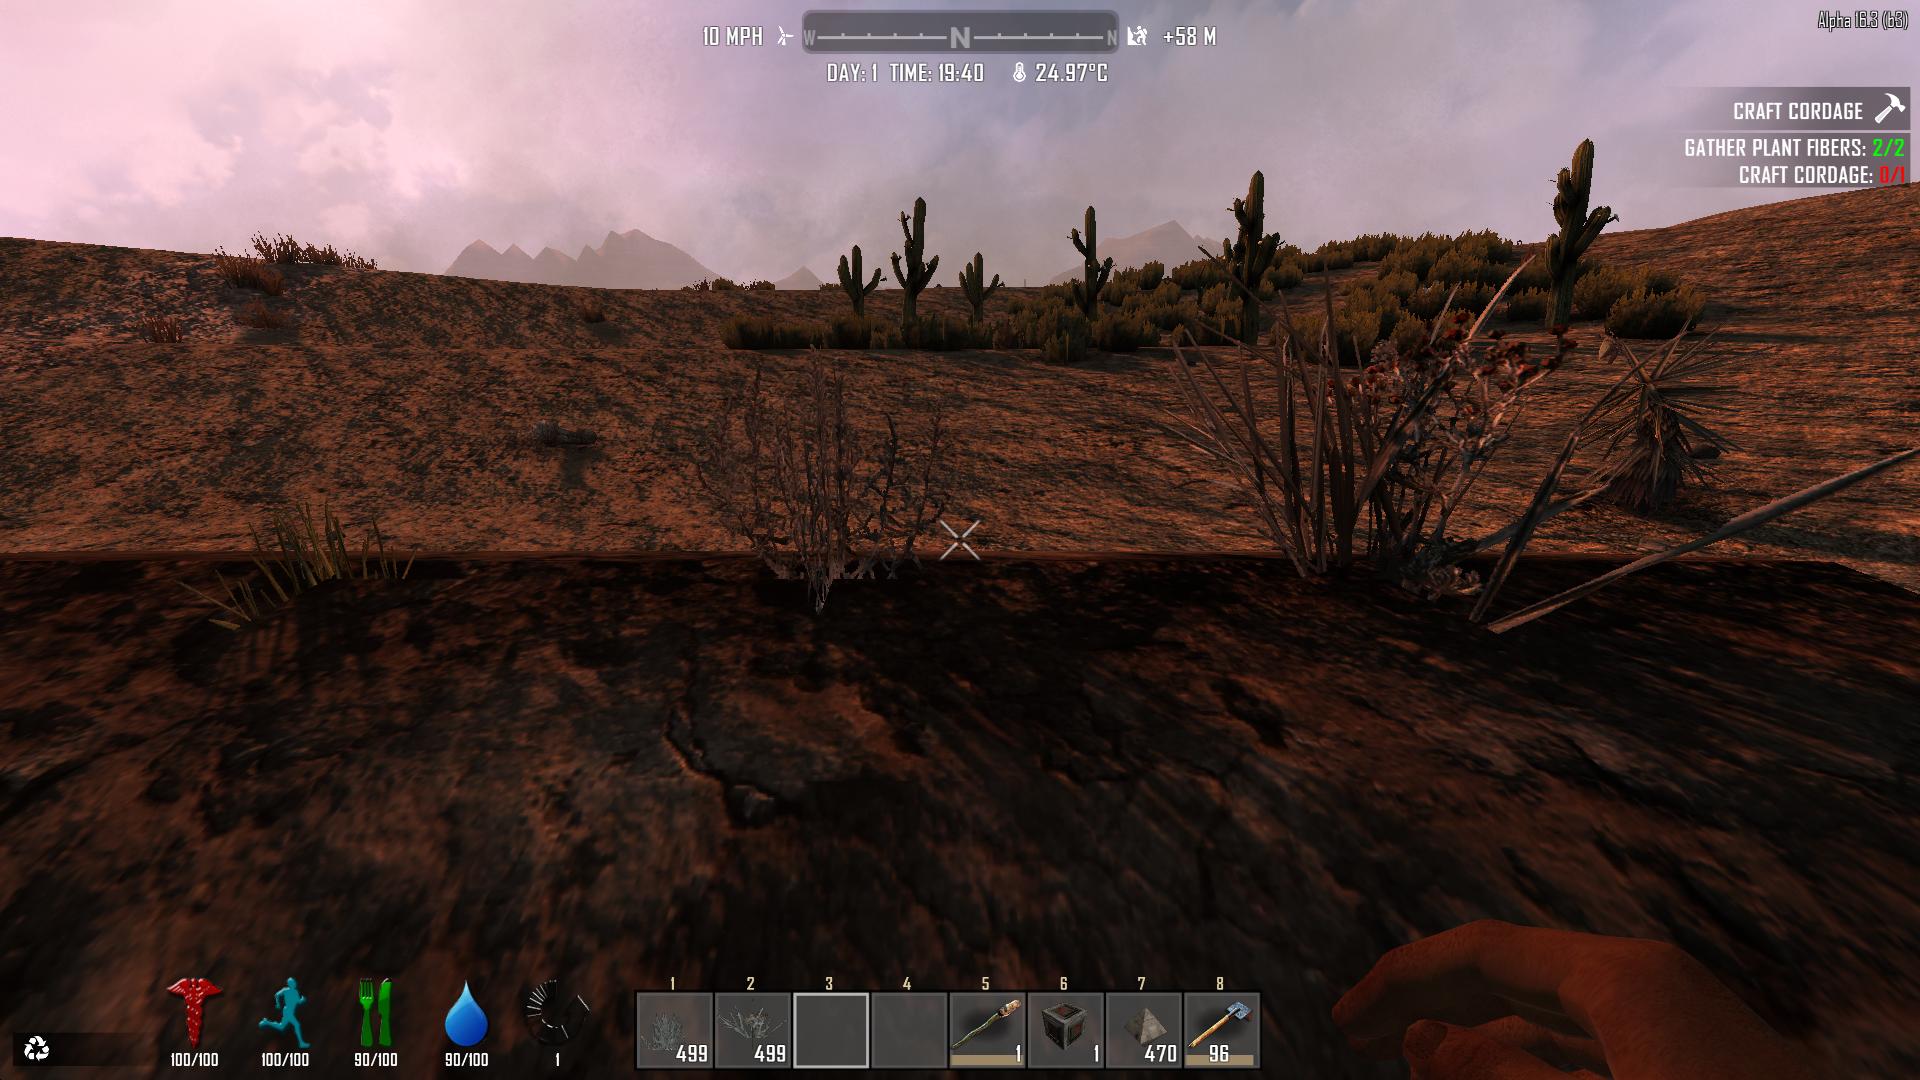 Alpha 16.3 (b3)
10 MPH W N N +58 M
DAY: 1 TIME: 19:40 24.97°C
CRAFT CORDAGE
GATHER PLANT FIBERS: 2/2
CRAFT CORDAGE: 0/1
1 2 3 4 5 6 7 8
499 499 1 1 470 96
100/100 100/100 90/100 90/100 1